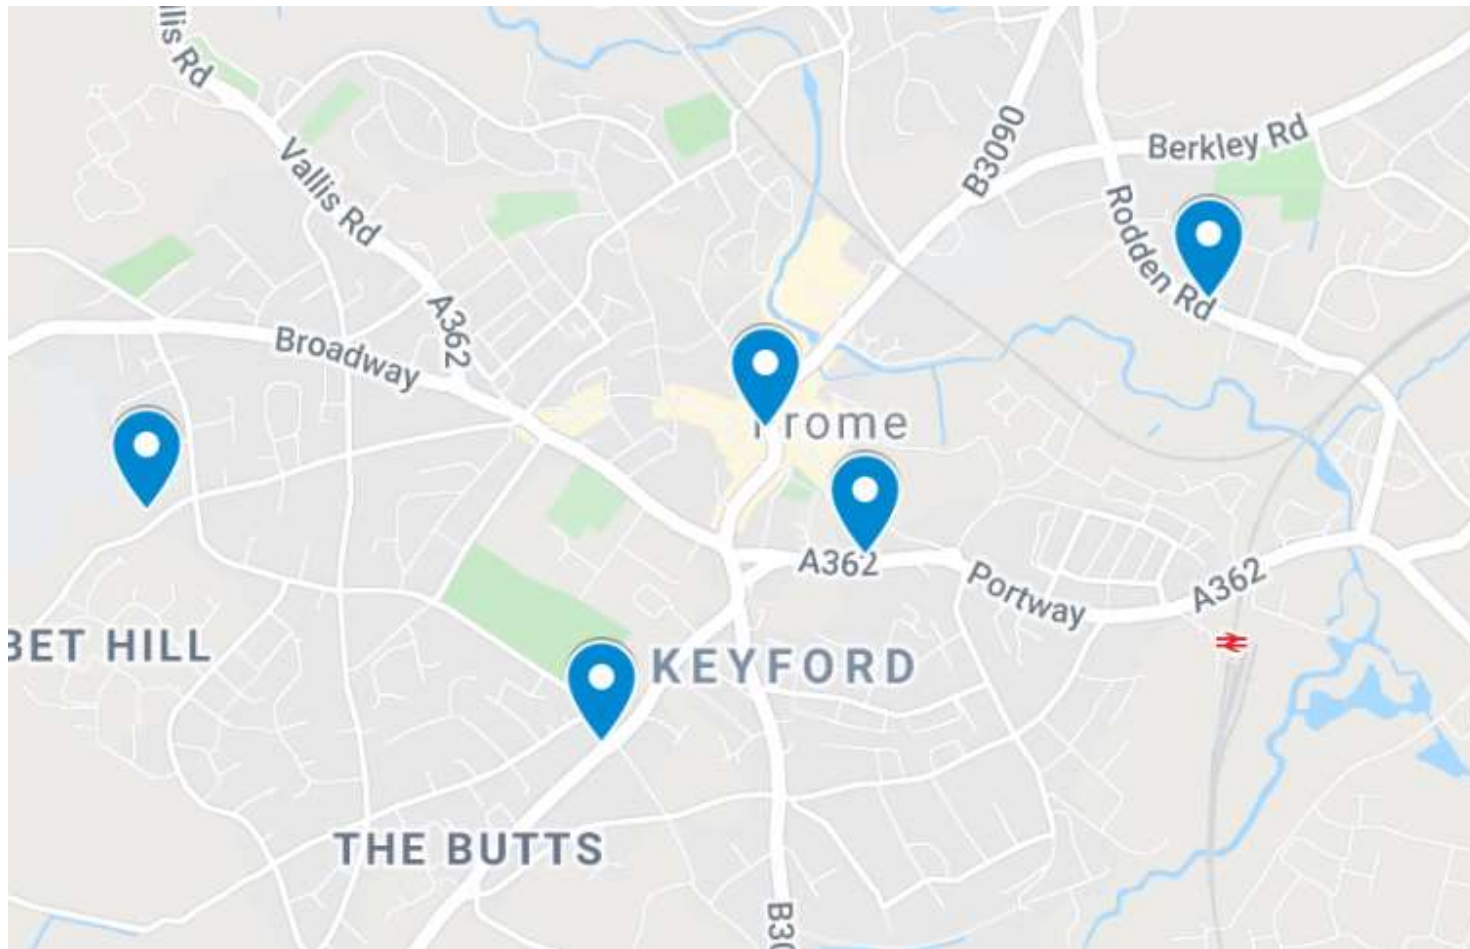 llis Rd
Vallis Rd
A362
Broadway
B3090
Berkley Rd
Rodden Rd
rome
A362
Portway
A362
BET HILL
KEYFORD
THE BUTTS
B30